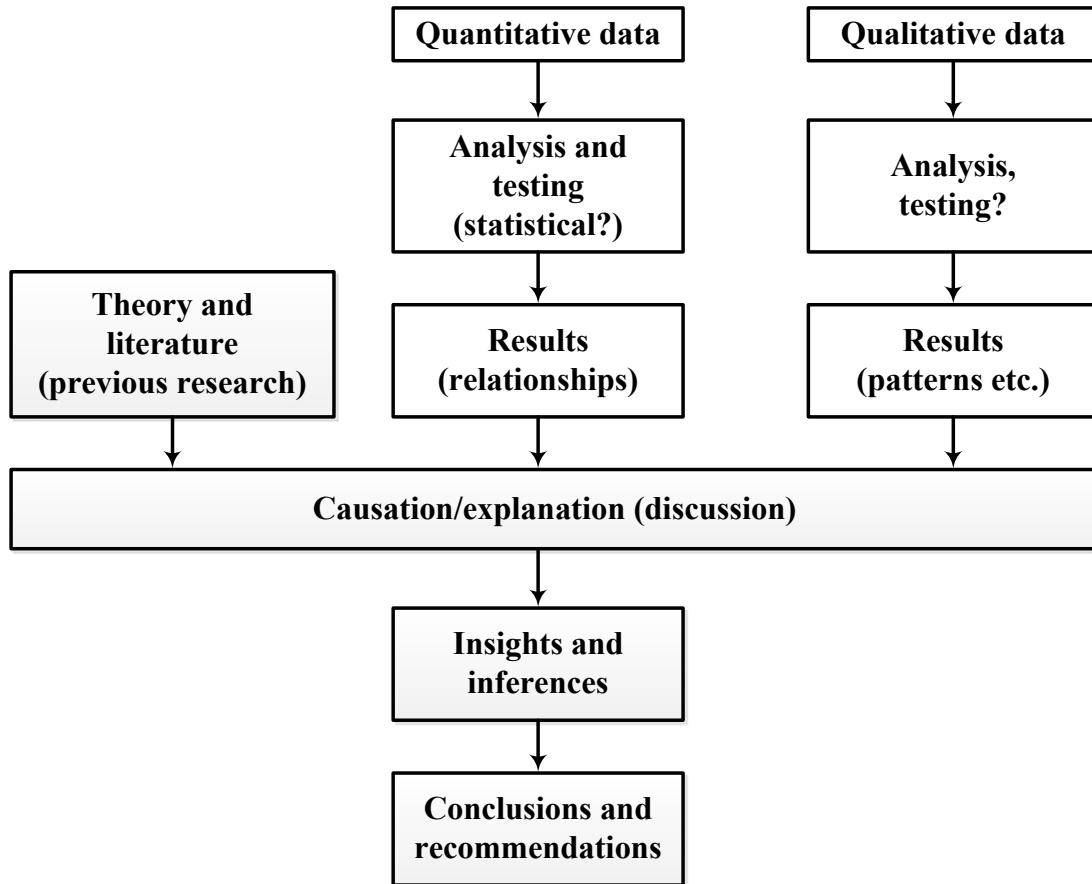 Quantitative data
Qualitative data
Analysis and
testing
(statistical?)
Analysis,
testing?
Theory and
literature
(previous research)
Results
(relationships)
Results
(patterns etc.)
Causation/explanation (discussion)
Insights and
inferences
Conclusions and
recommendations